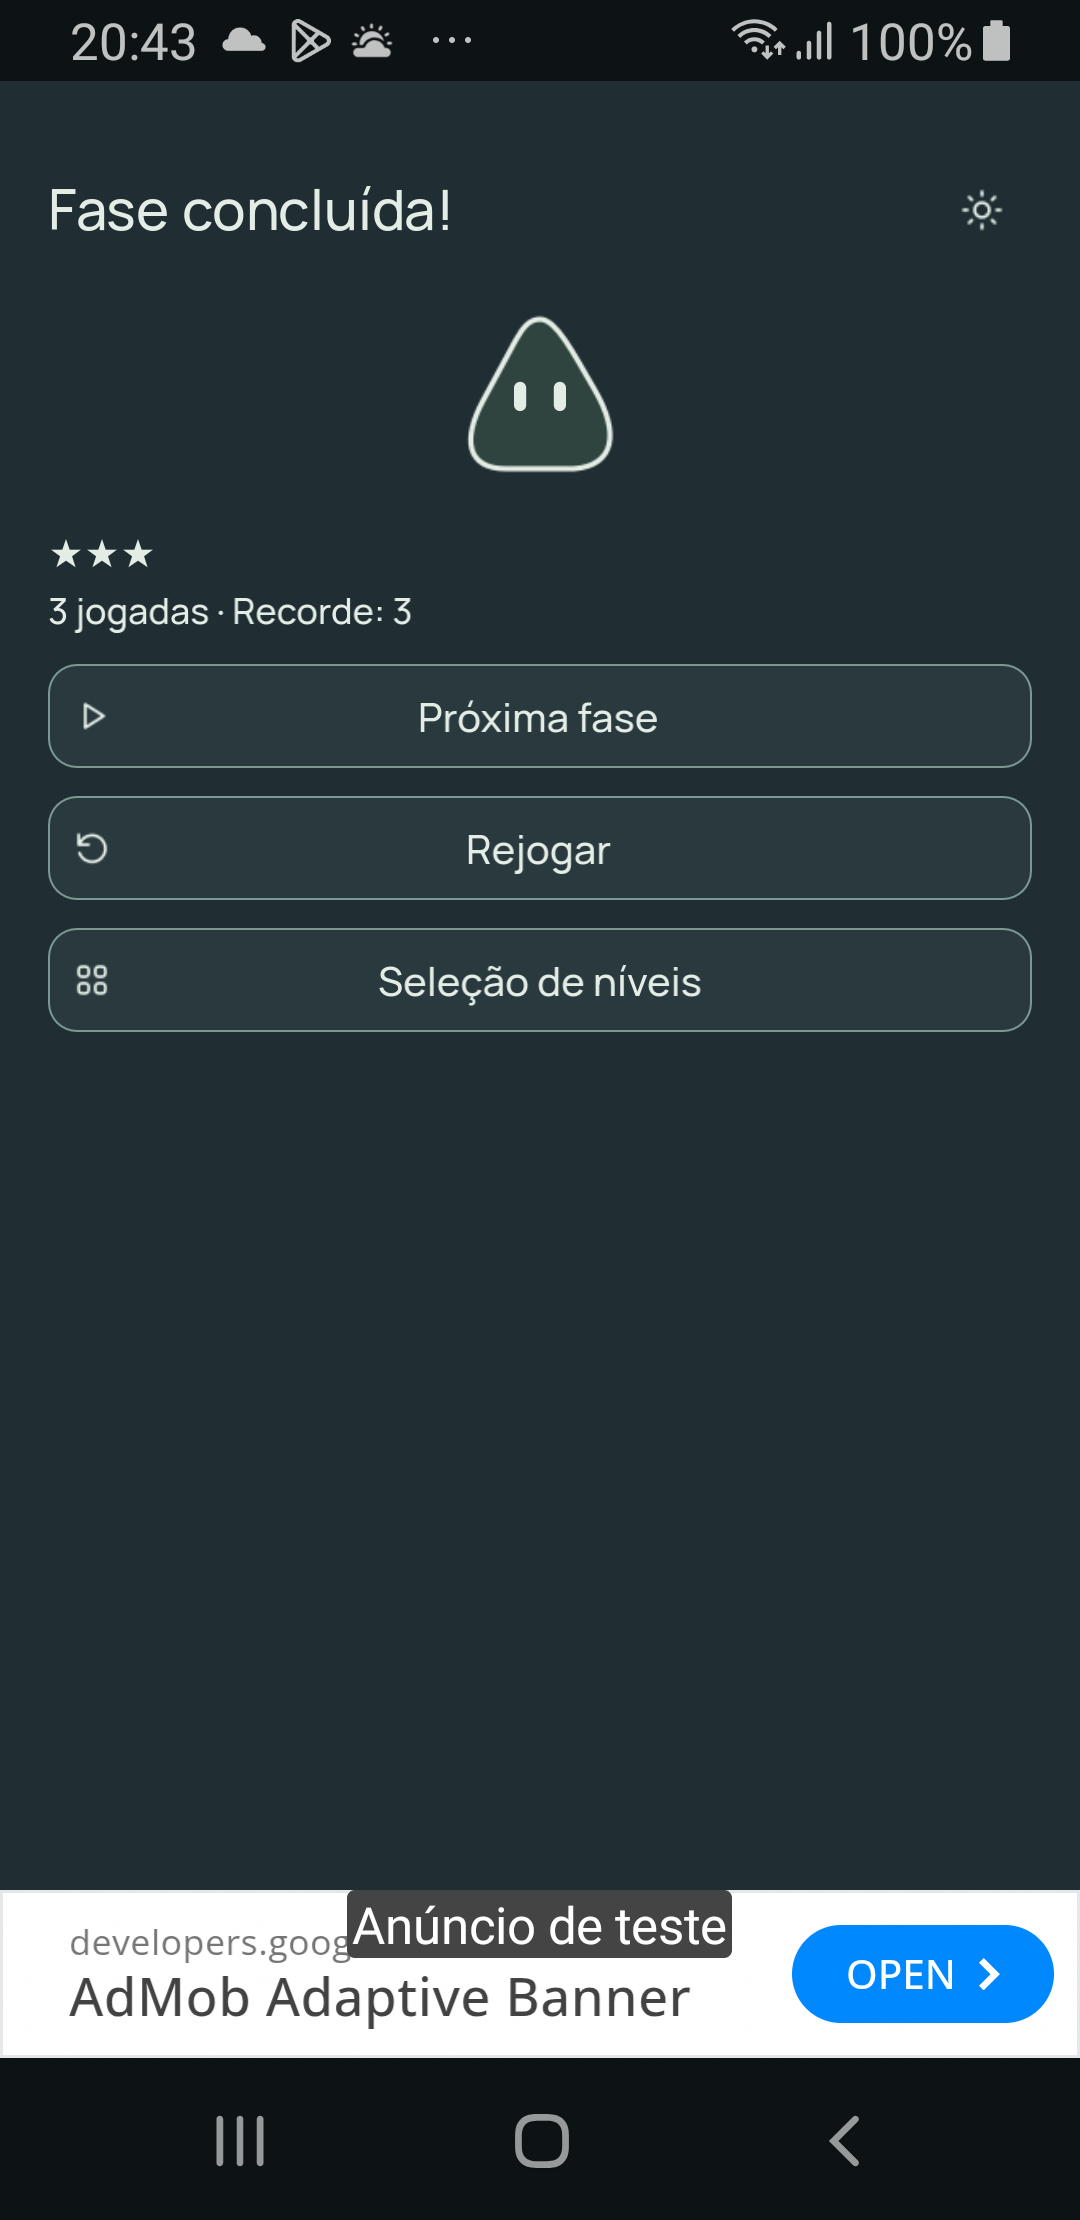 20:43 100%
Fase concluída!
★★★
3 jogadas · Recorde: 3
Próxima fase
Rejogar
Seleção de níveis
Anúncio de teste
developers.goog
AdMob Adaptive Banner
OPEN